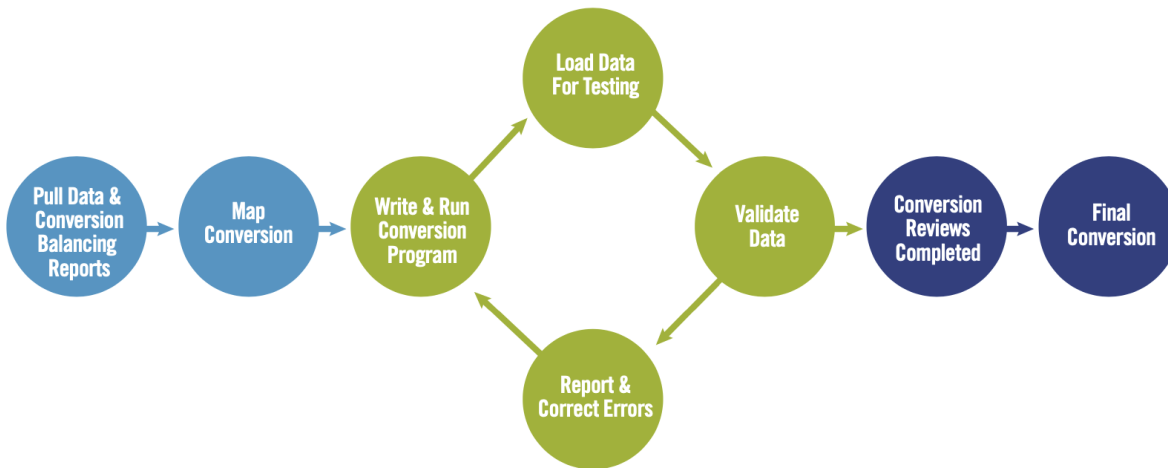 Load Data
For Testing
Pull Data &
Conversion
Balancing
Reports
Map
Conversion
Write & Run
Conversion
Program
Validate
Data
Conversion
Reviews
Completed
Final
Conversion
Report &
Correct Errors